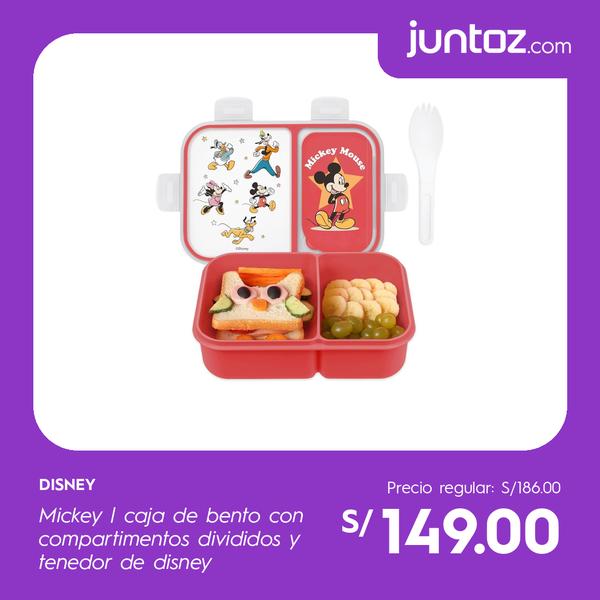 juntoz.com
Mickey Mouse
Disney
DISNEY
Mickey | caja de bento con
compartimentos divididos y
tenedor de disney
Precio regular: S/186.00
S/149.00